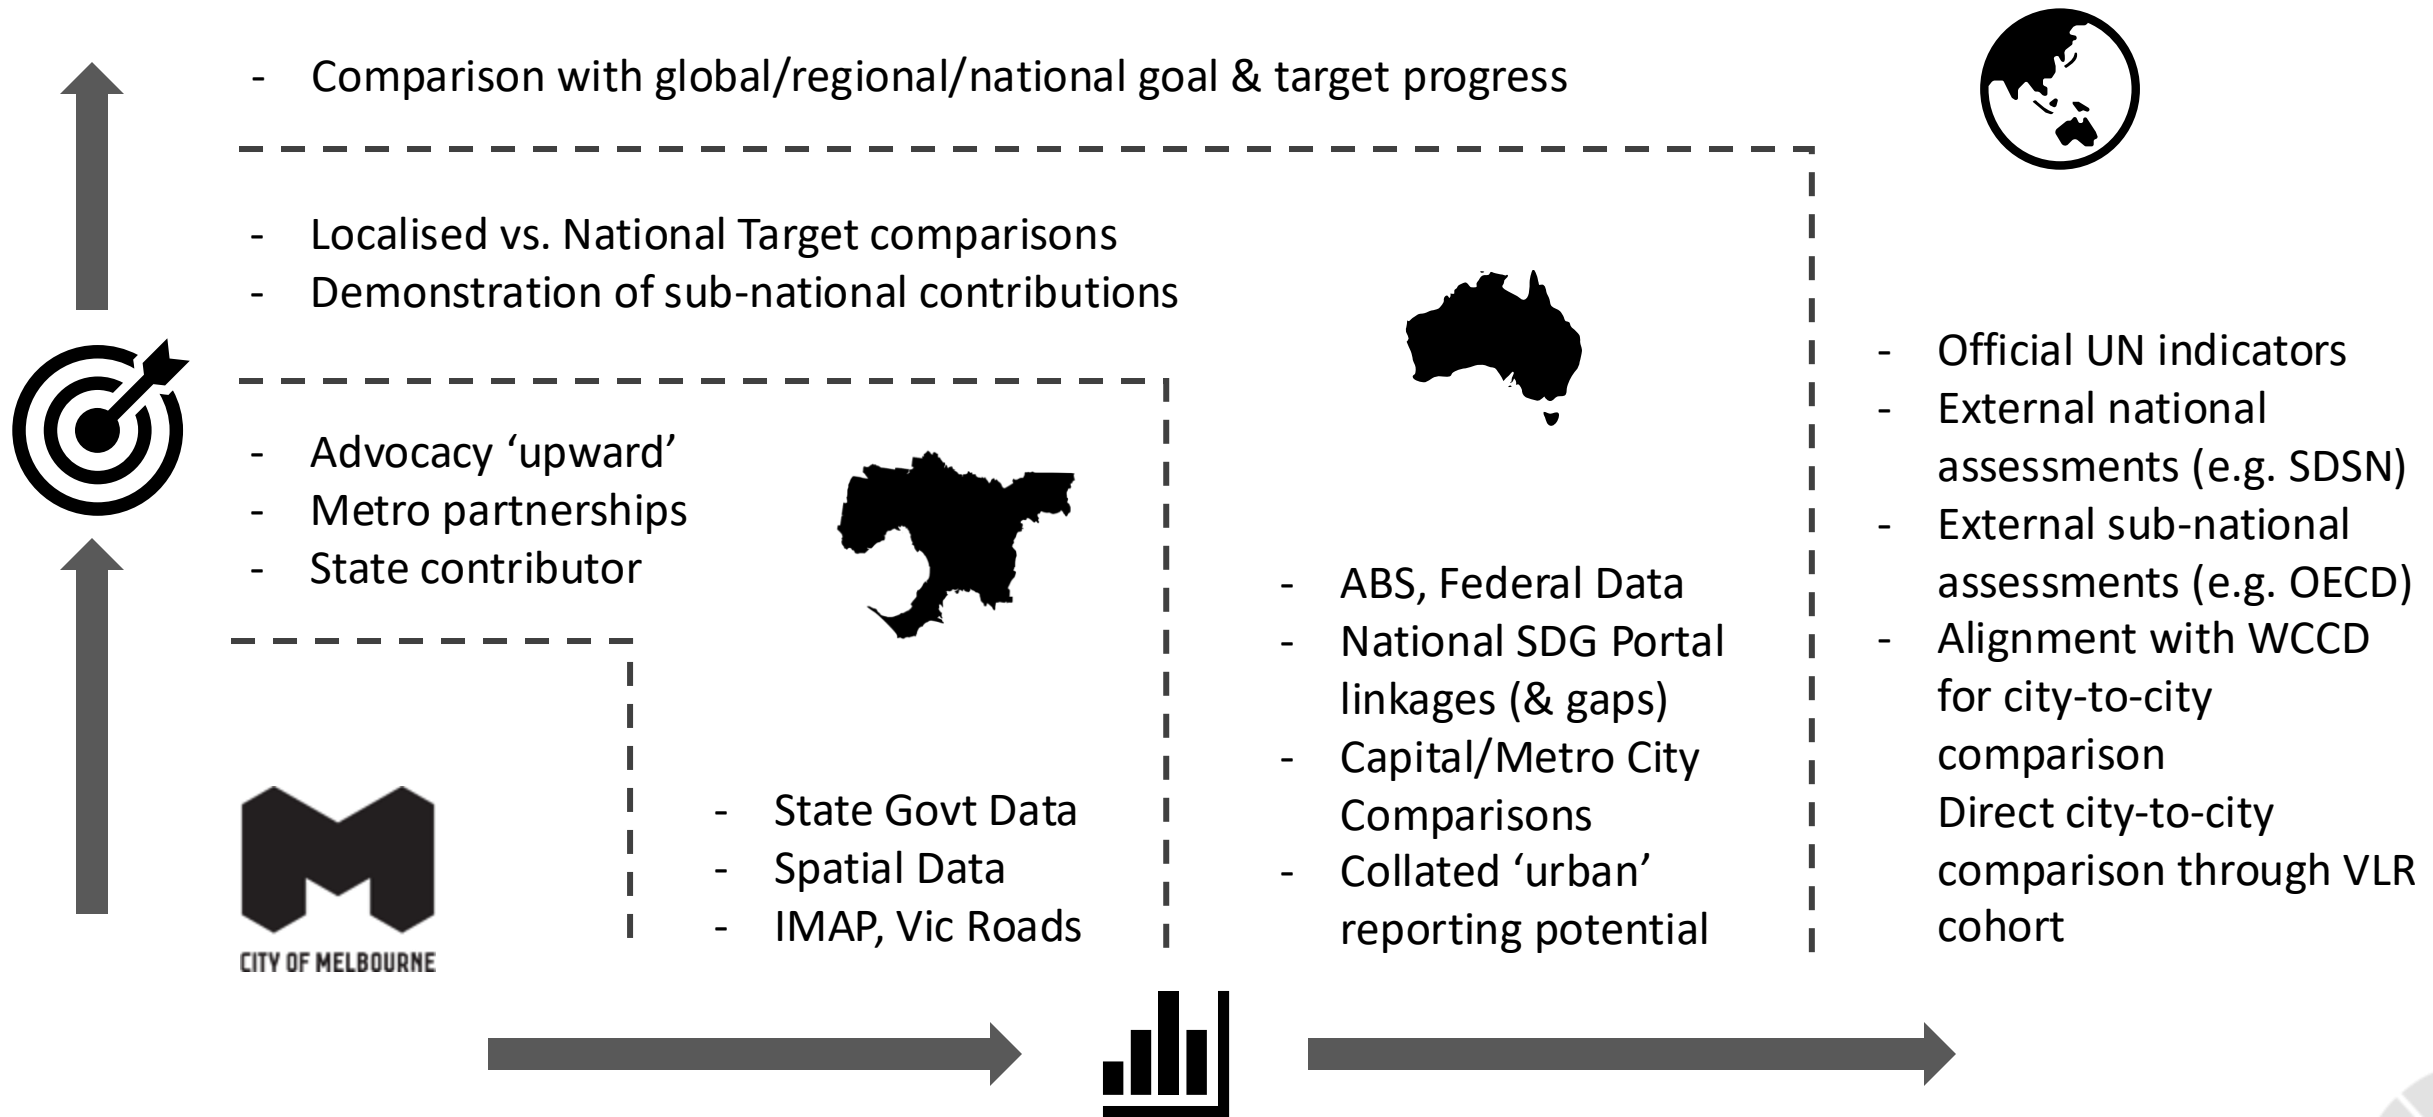 - Comparison with global/regional/national goal & target progress
- Localised vs. National Target comparisons
- Demonstration of sub-national contributions
- Advocacy ‘upward’
- Metro partnerships
- State contributor
CITY OF MELBOURNE
- State Govt Data
- Spatial Data
- IMAP, Vic Roads
- ABS, Federal Data
- National SDG Portal
linkages (& gaps)
- Capital/Metro City
Comparisons
- Collated ‘urban’
reporting potential
- Official UN indicators
- External national
assessments (e.g. SDSN)
- External sub-national
assessments (e.g. OECD)
- Alignment with WCCD
for city-to-city
comparison
Direct city-to-city
comparison through VLR
cohort